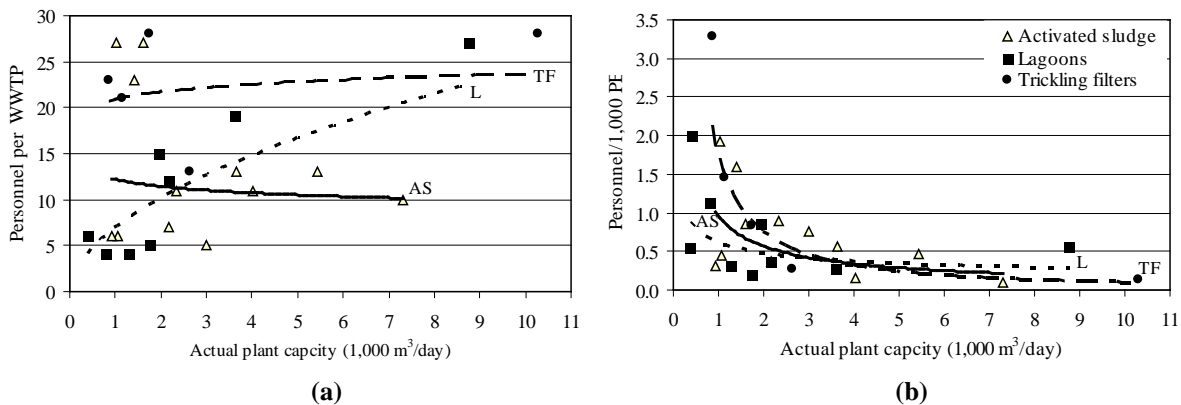 30
25
20
15
10
5
0
Personnel per WWTP
TF
L
AS
0 1 2 3 4 5 6 7 8 9 10 11
Actual plant capcity (1,000 m³/day)
(a)
3.5
3.0
2.5
2.0
1.5
1.0
0.5
0.0
Personnel/1,000 PE
Activated sludge
Lagoons
Trickling filters
AS
L
TF
0 1 2 3 4 5 6 7 8 9 10 11
Actual plant capcity (1,000 m³/day)
(b)